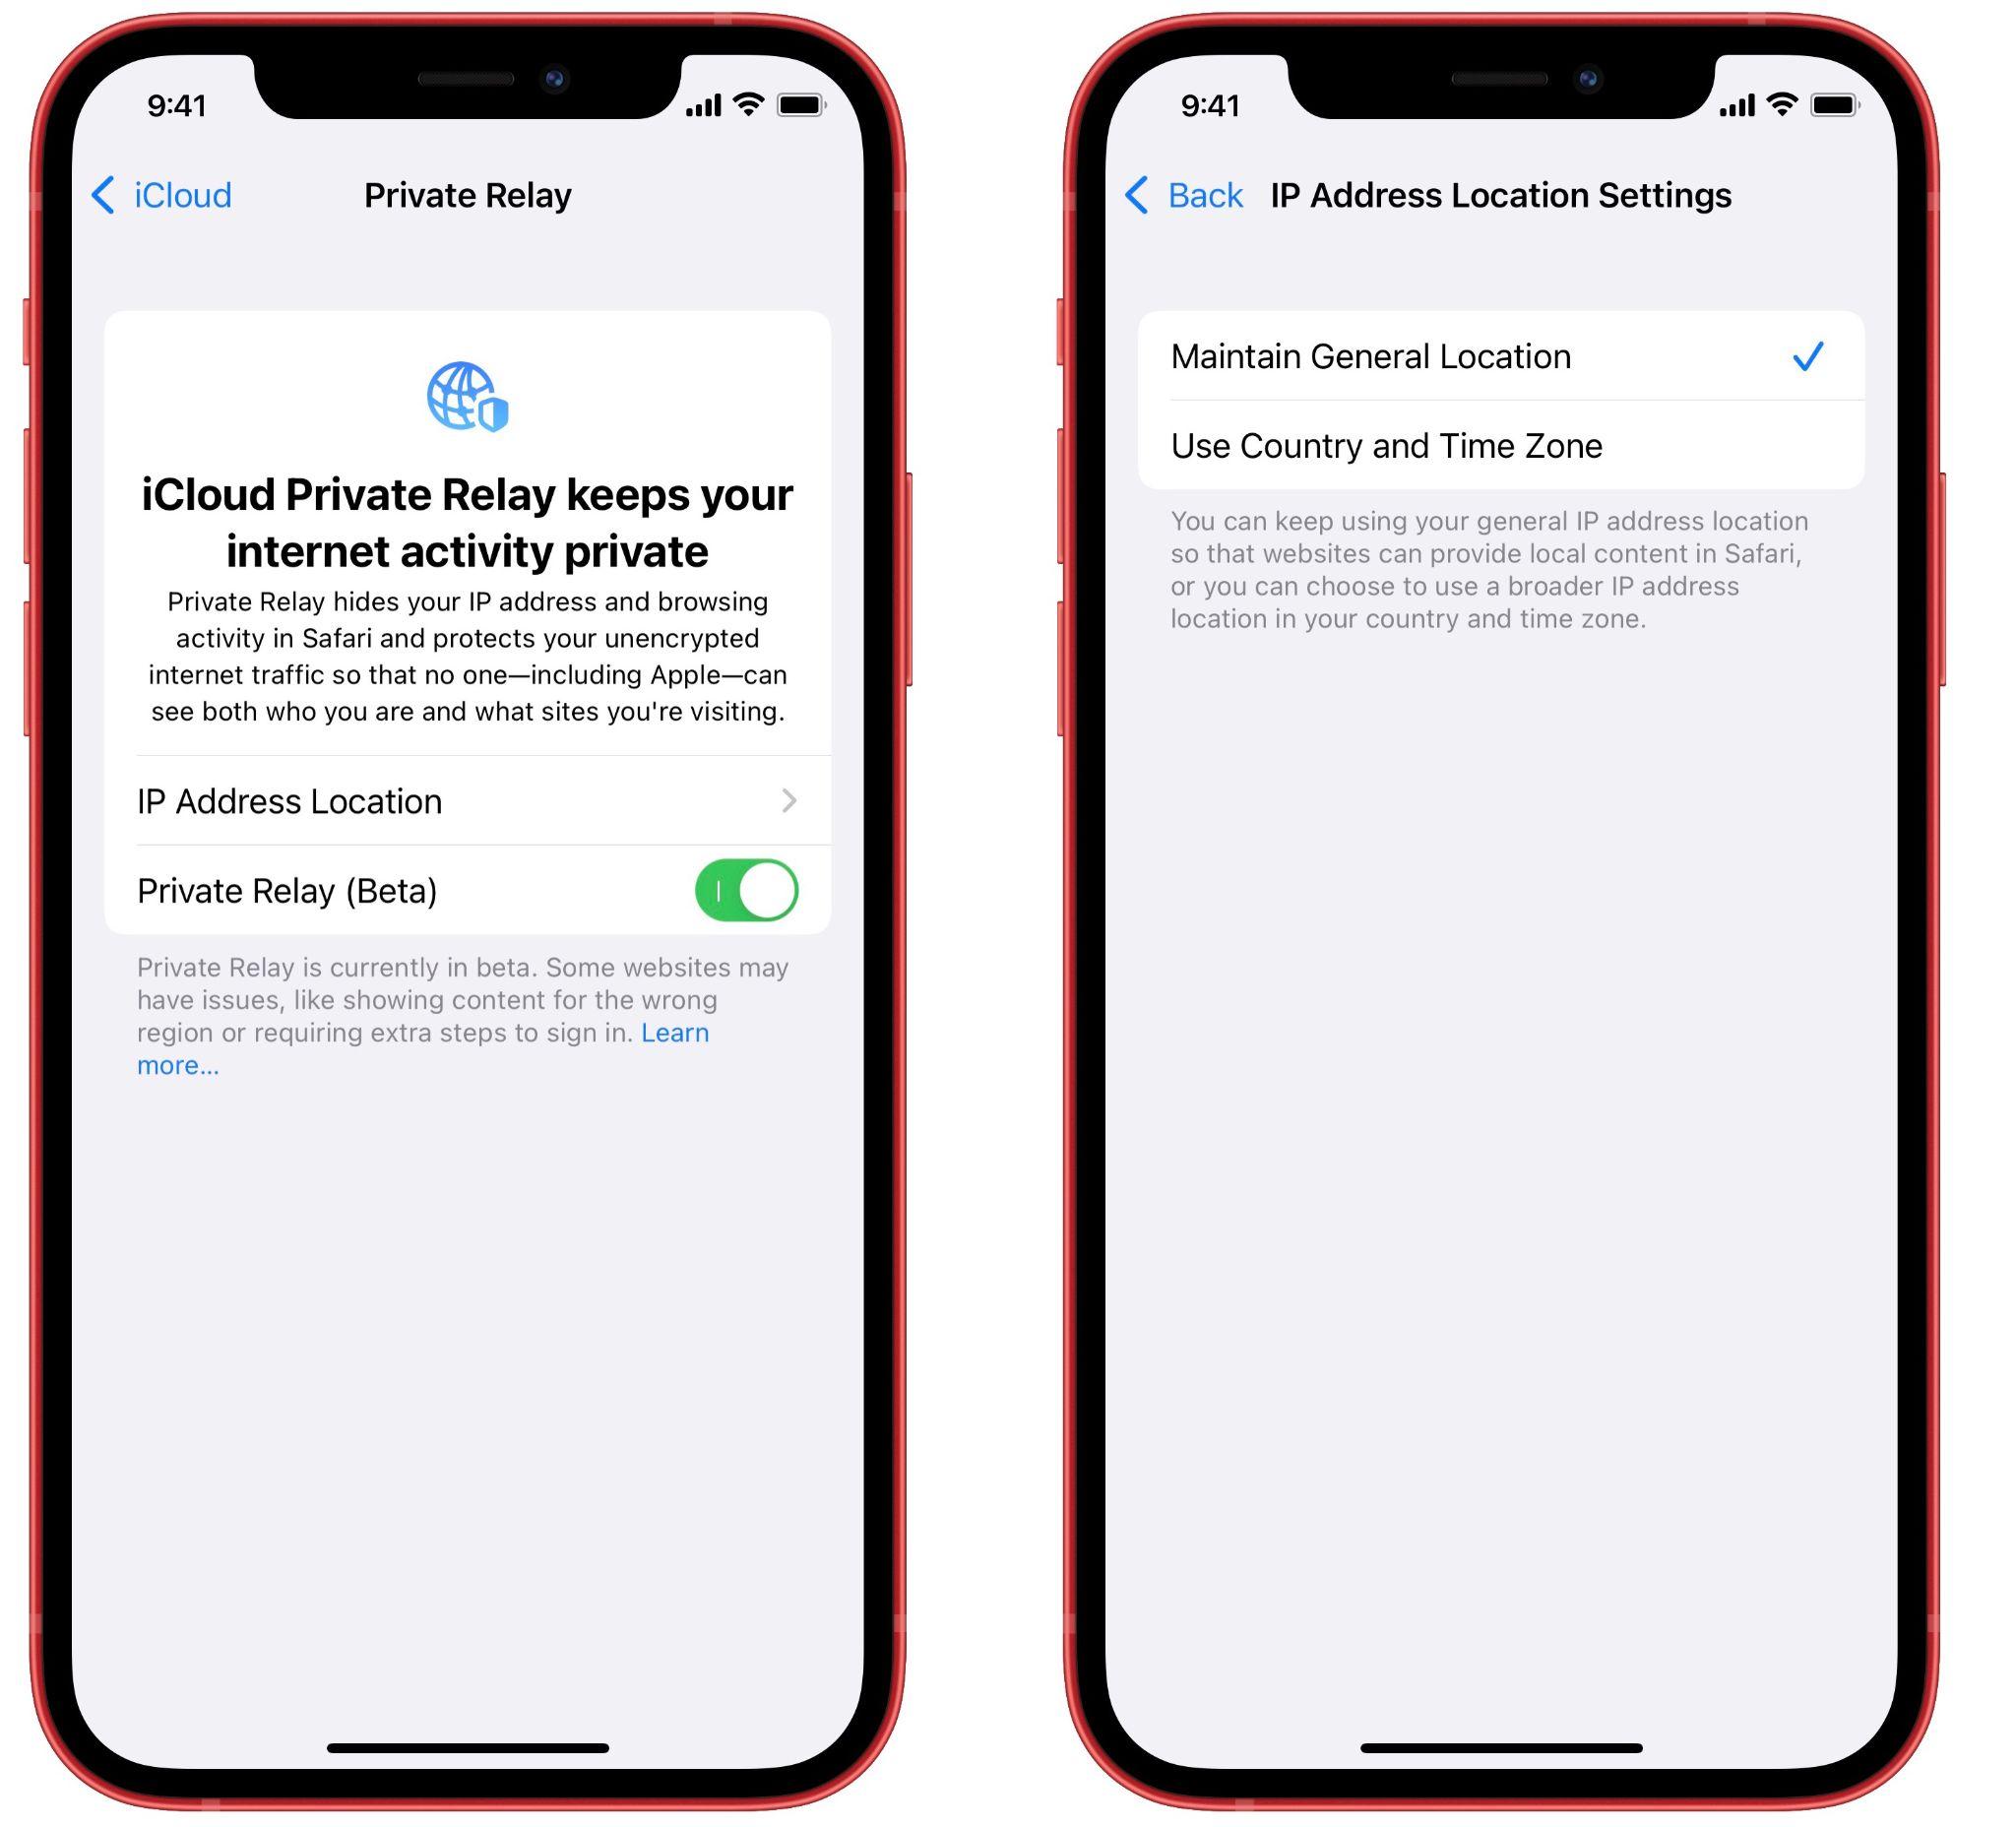 9:41
iCloud
Private Relay
iCloud Private Relay keeps your
internet activity private
Private Relay hides your IP address and browsing
activity in Safari and protects your unencrypted
internet traffic so that no one—including Apple—can
see both who you are and what sites you're visiting.
IP Address Location
Private Relay (Beta)
Private Relay is currently in beta. Some websites may
have issues, like showing content for the wrong
region or requiring extra steps to sign in. Learn
more...
9:41
Back
IP Address Location Settings
Maintain General Location
Use Country and Time Zone
You can keep using your general IP address location
so that websites can provide local content in Safari,
or you can choose to use a broader IP address
location in your country and time zone.